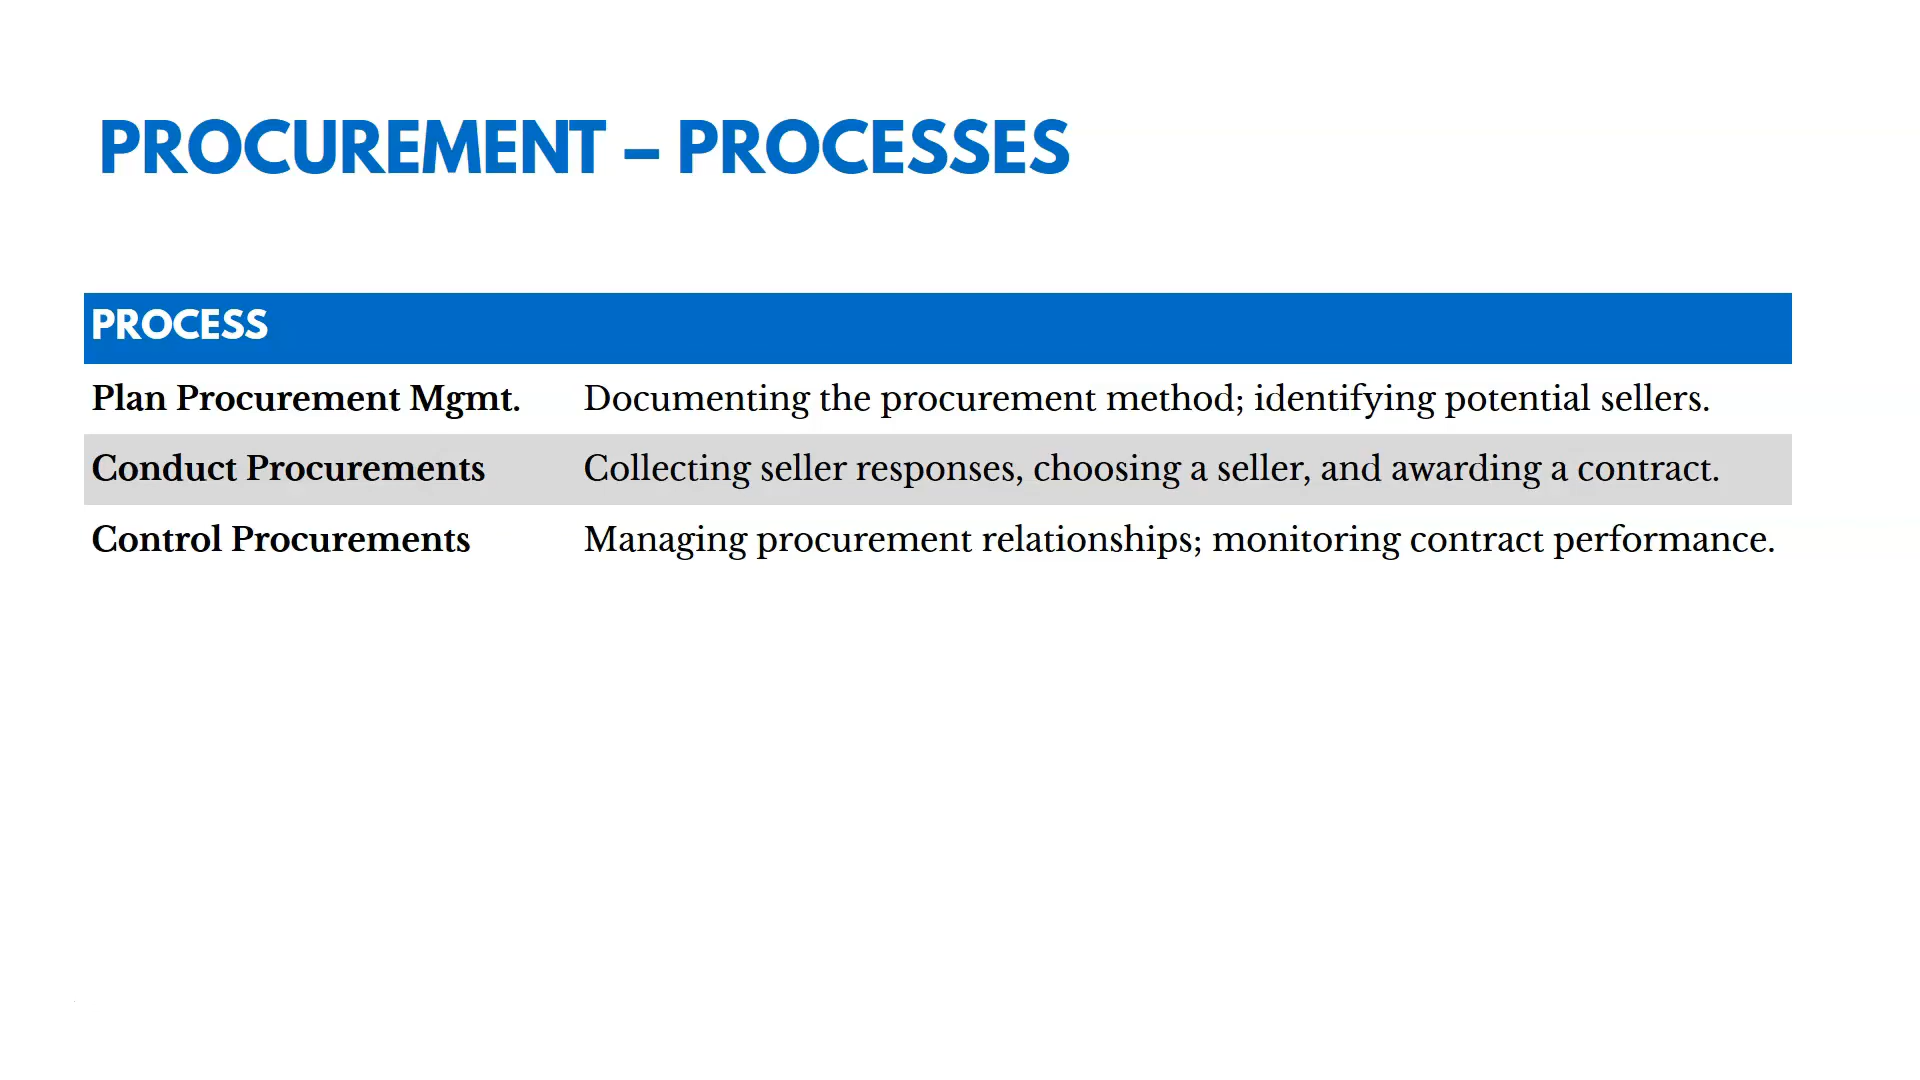 PROCUREMENT – PROCESSES
PROCESS
Plan Procurement Mgmt. Documenting the procurement method; identifying potential sellers.
Conduct Procurements Collecting seller responses, choosing a seller, and awarding a contract.
Control Procurements Managing procurement relationships; monitoring contract performance.